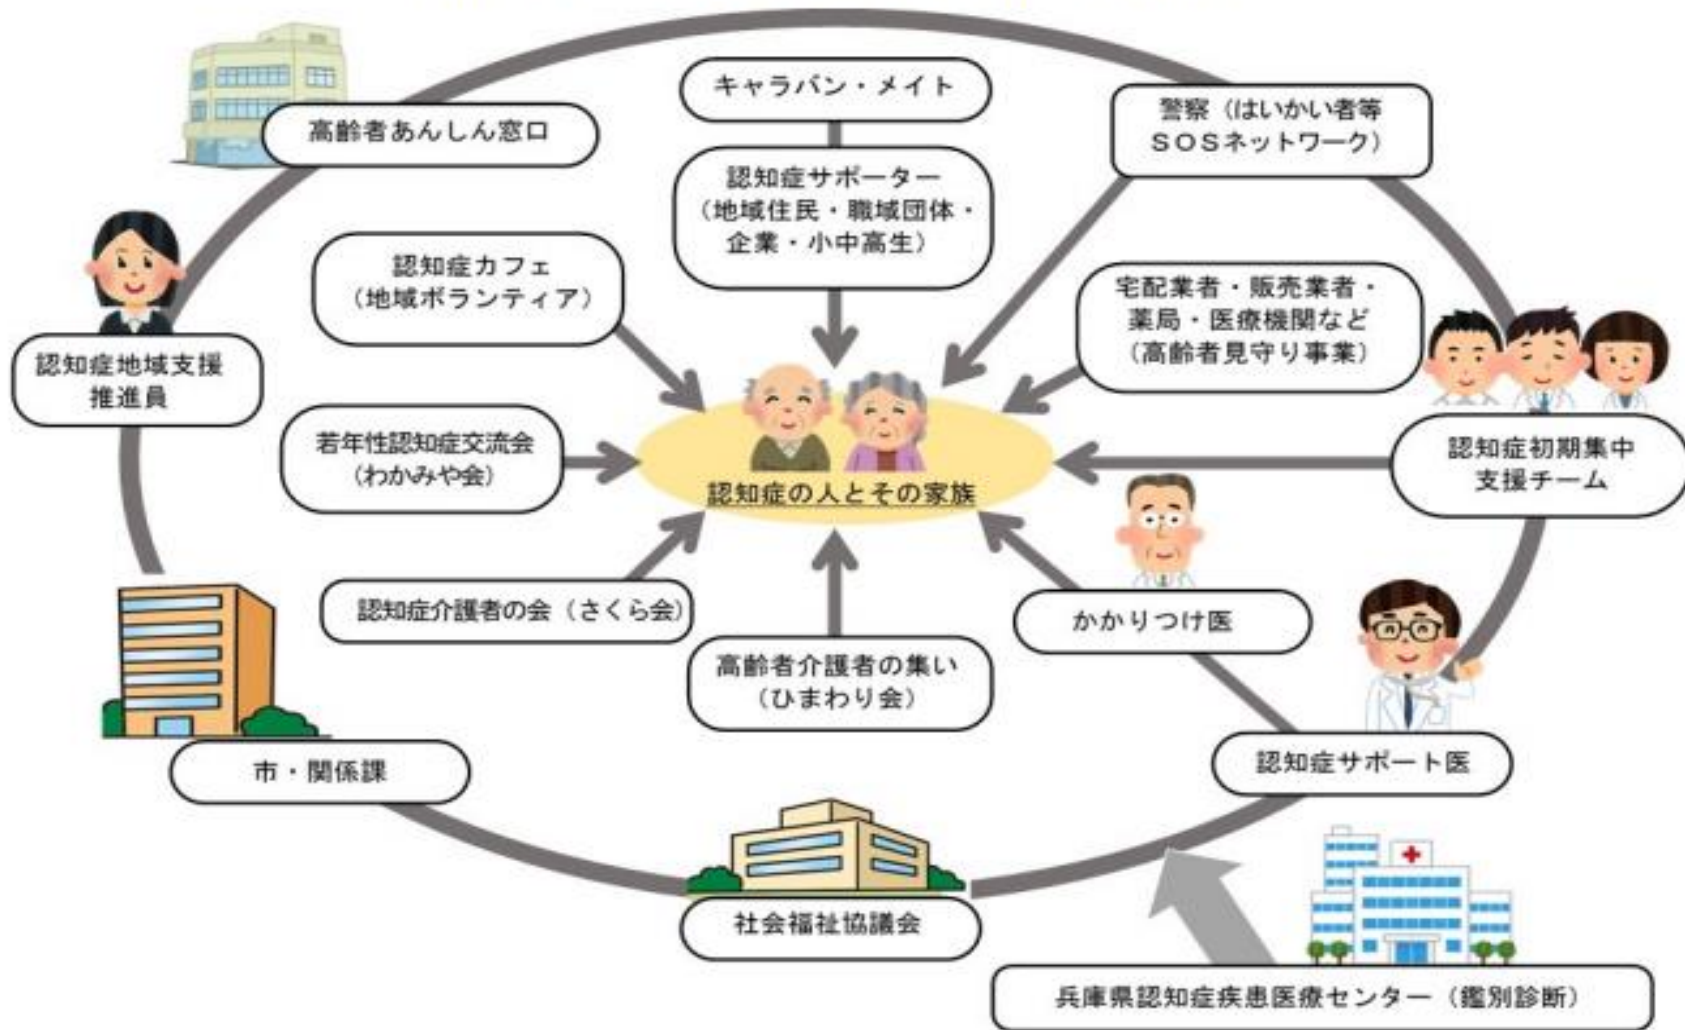 キャラバン・メイト
高齢者あんしん窓口
警察（はいかい者等
ＳＯＳネットワーク）
認知症サポーター
（地域住民・職域団体・
企業・小中高生）
認知症カフェ
（地域ボランティア）
宅配業者・販売業者・
薬局・医療機関など
（高齢者見守り事業）
認知症地域支援
推進員
若年性認知症交流会
（わかみや会）
認知症の人とその家族
認知症初期集中
支援チーム
認知症介護者の会（さくら会）
かかりつけ医
高齢者介護者の集い
（ひまわり会）
市・関係課
認知症サポート医
社会福祉協議会
兵庫県認知症疾患医療センター（鑑別診断）